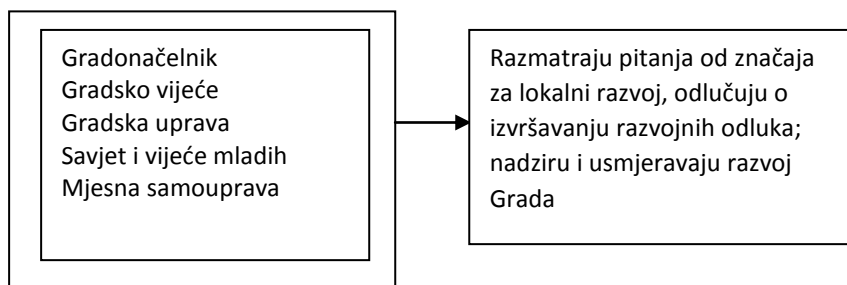 Gradonačelnik
Gradsko vijeće
Gradska uprava
Savjet i vijeće mladih
Mjesna samouprava
Razmatraju pitanja od značaja
za lokalni razvoj, odlučuju o
izvršavanju razvojnih odluka;
nadziru i usmjeravaju razvoj
Grada